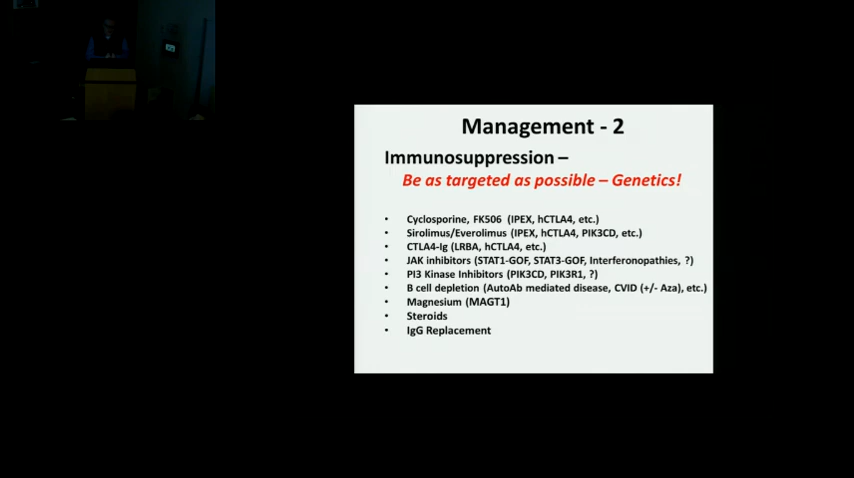 Management - 2
Immunosuppression –
Be as targeted as possible – Genetics!
• Cyclosporine, FK506 (IPEX, hCTLA4, etc.)
• Sirolimus/Everolimus (IPEX, hCTLA4, PIK3CD, etc.)
• CTLA4-Ig (LRBA, hCTLA4, etc.)
• JAK inhibitors (STAT1-GOF, STAT3-GOF, Interferonopathies, ?)
• PI3 Kinase Inhibitors (PIK3CD, PIK3R1, ?)
• B cell depletion (AutoAb mediated disease, CVID (+/- Aza), etc.)
• Magnesium (MAGT1)
• Steroids
• IgG Replacement